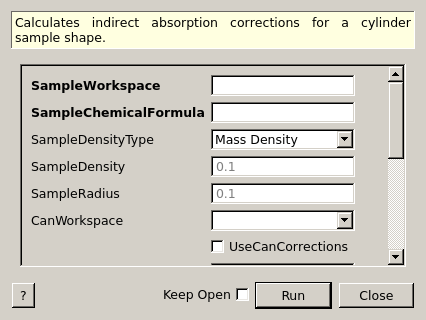 Calculates indirect absorption corrections for a cylinder
sample shape.
SampleWorkspace
SampleChemicalFormula
SampleDensityType Mass Density
SampleDensity 0.1
SampleRadius 0.1
CanWorkspace
UseCanCorrections
? Keep Open Run Close